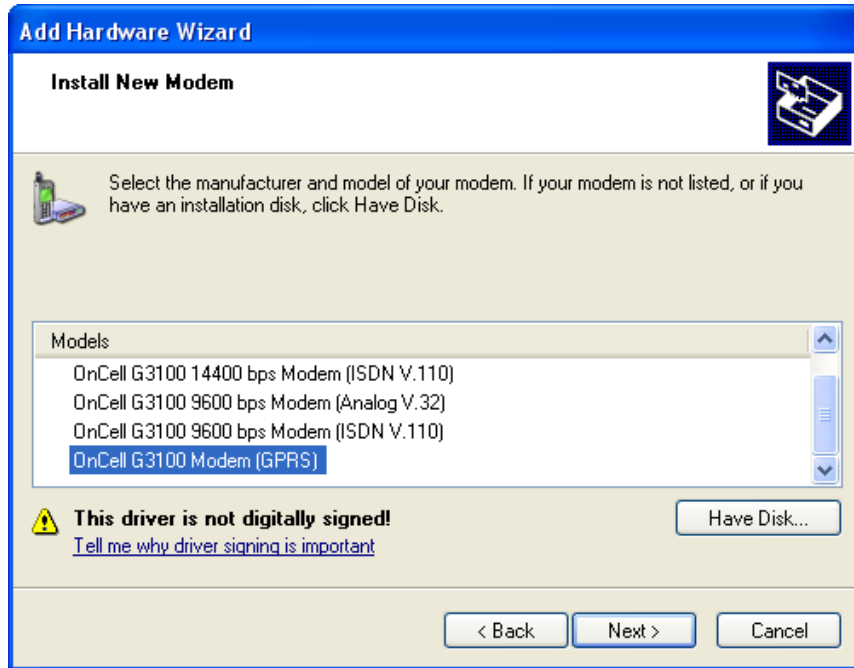 Add Hardware Wizard
Install New Modem
Select the manufacturer and model of your modem. If your modem is not listed, or if you
have an installation disk, click Have Disk.
Models
OnCell G3100 14400 bps Modem (ISDN V.110)
OnCell G3100 9600 bps Modem (Analog V.32)
OnCell G3100 9600 bps Modem (ISDN V.110)
OnCell G3100 Modem (GPRS)
This driver is not digitally signed!
Have Disk...
Tell me why driver signing is important
< Back
Next >
Cancel